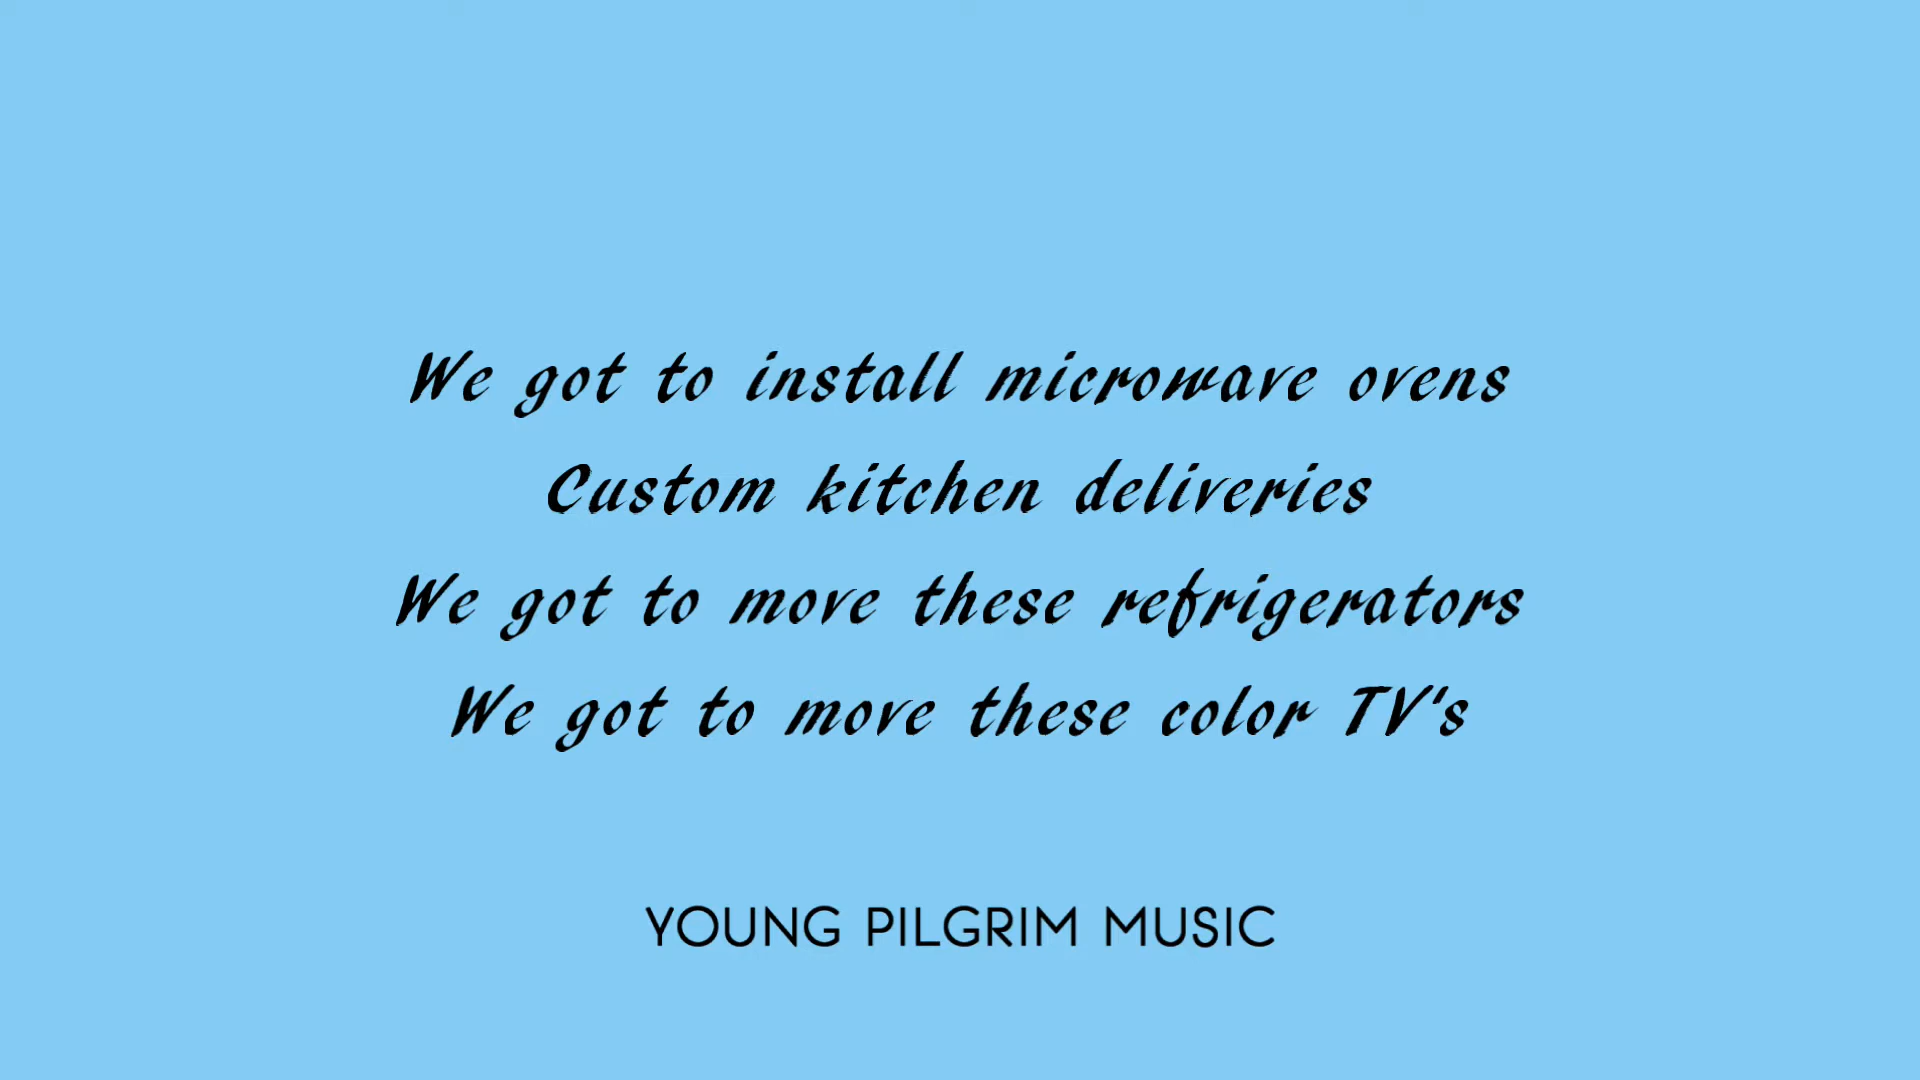 We got to install microwave ovens
Custom kitchen deliveries
We got to move these refrigerators
We got to move these color TV's
YOUNG PILGRIM MUSIC